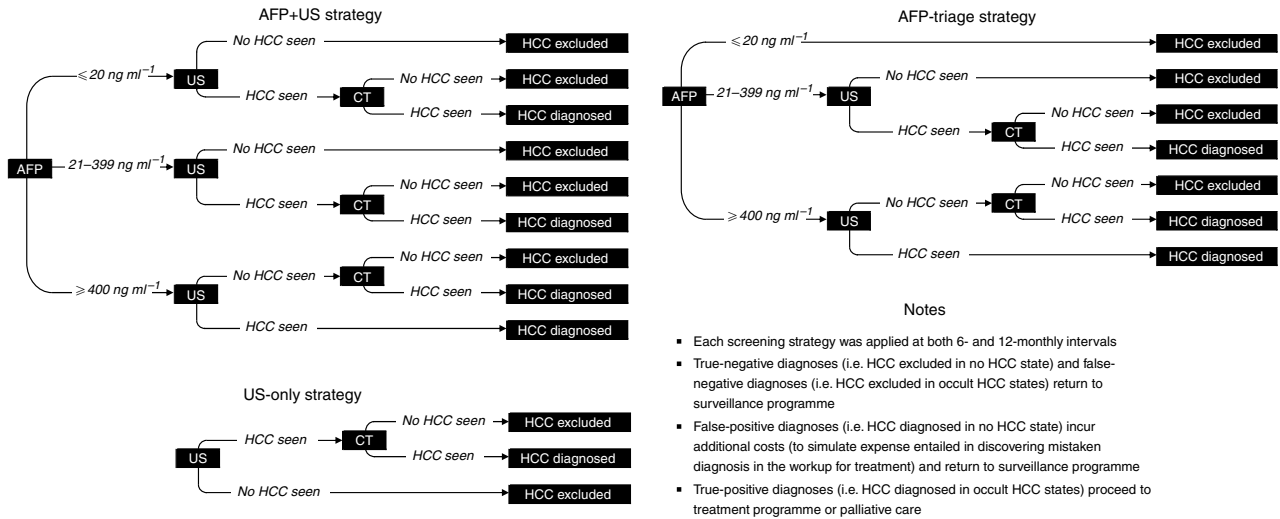 AFP+US strategy
No HCC seen
HCC excluded
⩽20 ng ml−1
US
No HCC seen
HCC excluded
HCC seen
CT
HCC seen
HCC diagnosed
No HCC seen
HCC excluded
AFP
21–399 ng ml−1
US
No HCC seen
HCC excluded
HCC seen
CT
HCC seen
HCC diagnosed
No HCC seen
HCC excluded
No HCC seen
CT
⩾400 ng ml−1
US
HCC seen
HCC diagnosed
HCC seen
HCC diagnosed
US-only strategy
No HCC seen
HCC excluded
HCC seen
CT
US
HCC seen
HCC diagnosed
No HCC seen
HCC excluded
AFP-triage strategy
⩽20 ng ml−1
HCC excluded
No HCC seen
HCC excluded
AFP
21–399 ng ml−1
US
No HCC seen
HCC excluded
HCC seen
CT
HCC seen
HCC diagnosed
No HCC seen
HCC excluded
No HCC seen
CT
⩾400 ng ml−1
US
HCC seen
HCC diagnosed
HCC seen
HCC diagnosed
Notes
▪ Each screening strategy was applied at both 6- and 12-monthly intervals
▪ True-negative diagnoses (i.e. HCC excluded in no HCC state) and false-
negative diagnoses (i.e. HCC excluded in occult HCC states) return to
surveillance programme
▪ False-positive diagnoses (i.e. HCC diagnosed in no HCC state) incur
additional costs (to simulate expense entailed in discovering mistaken
diagnosis in the workup for treatment) and return to surveillance programme
▪ True-positive diagnoses (i.e. HCC diagnosed in occult HCC states) proceed to
treatment programme or palliative care